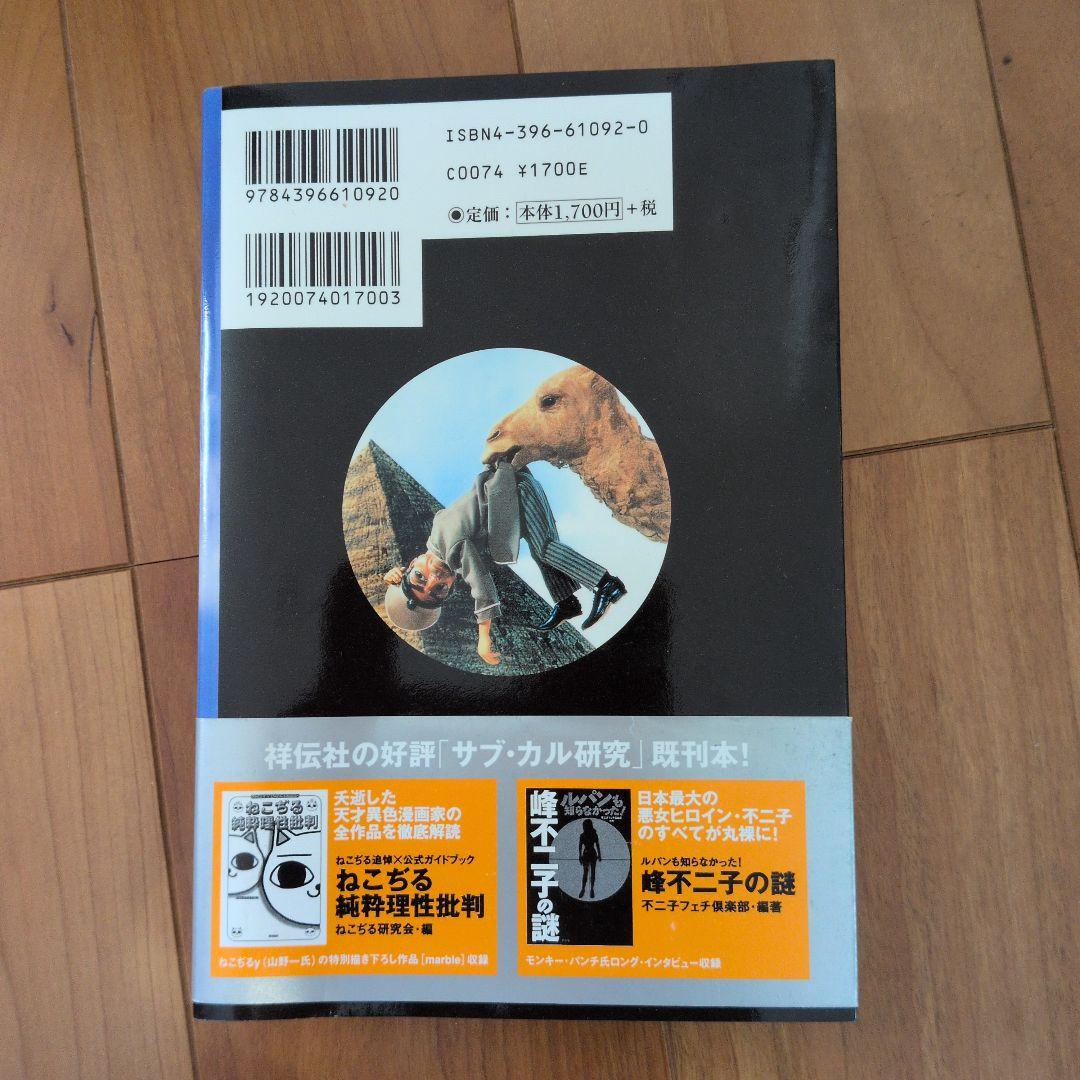 ISBN4-396-61092-0
C0074 ¥1700E
◉定価：本体1,700円+税
9784396610920
1920074017003
祥伝社の好評「サブ・カル研究」既刊本！
ねこぢる
純粋理性批判
夭逝した
天才異色漫画家の
全作品を徹底解読
ねこぢる追悼×公式ガイドブック
ねこぢる
純粋理性批判
ねこぢる研究会・編
ねこぢるy（山野一氏）の特別描き下ろし作品［marble］収録
ルパンも
知らなかった！
峰不二子の謎
日本最大の
悪女ヒロイン・不二子
のすべてが丸裸に！
ルパンも知らなかった！
峰不二子の謎
不二子フェチ倶楽部・編著
モンキー・パンチ氏ロング・インタビュー収録